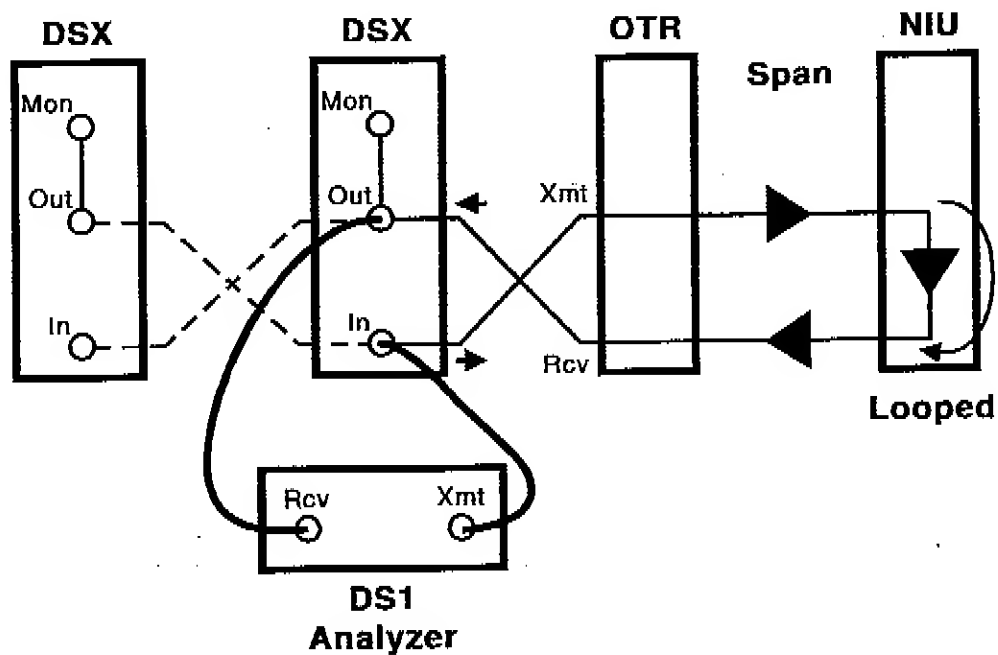 DSX
DSX
OTR
NIU
Span
Mon
Out
In
Mon
Out
In
Xmt
Rcv
Looped
Rcv
Xmt
DS1
Analyzer